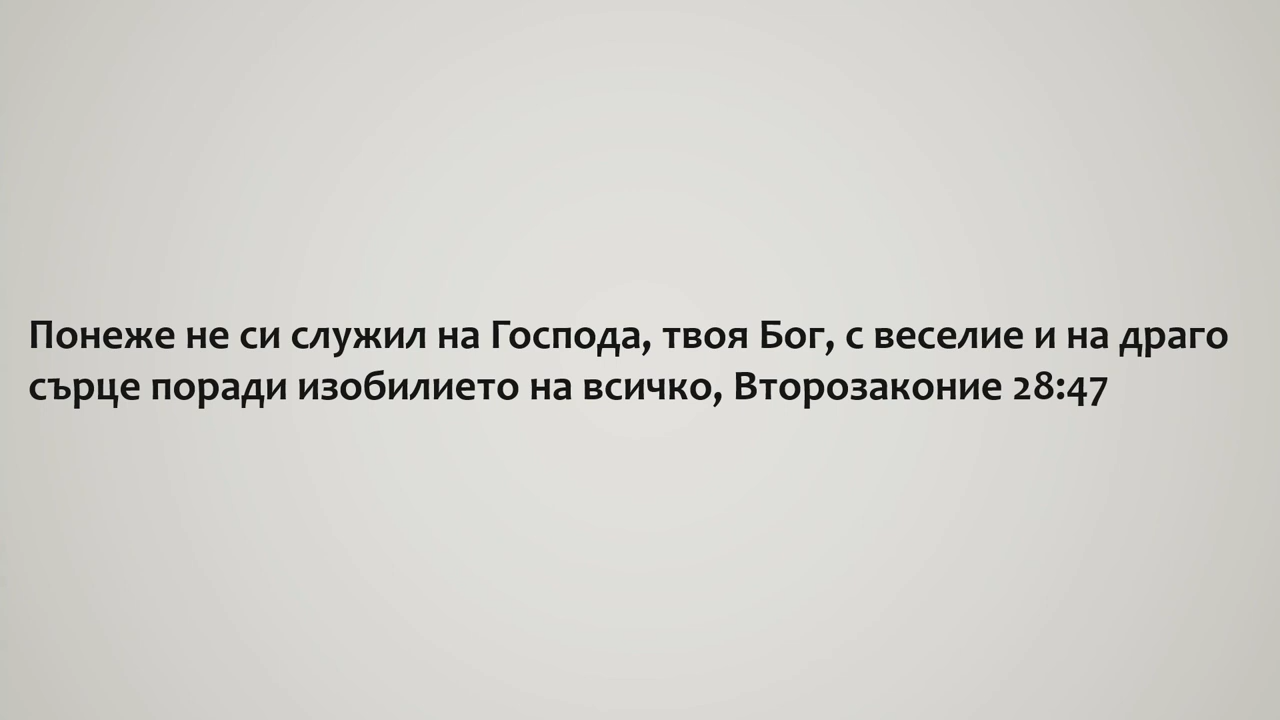 Понеже не си служил на Господа, твоя Бог, с веселие и на драго
сърце поради изобилието на всичко, Второзаконие 28:47